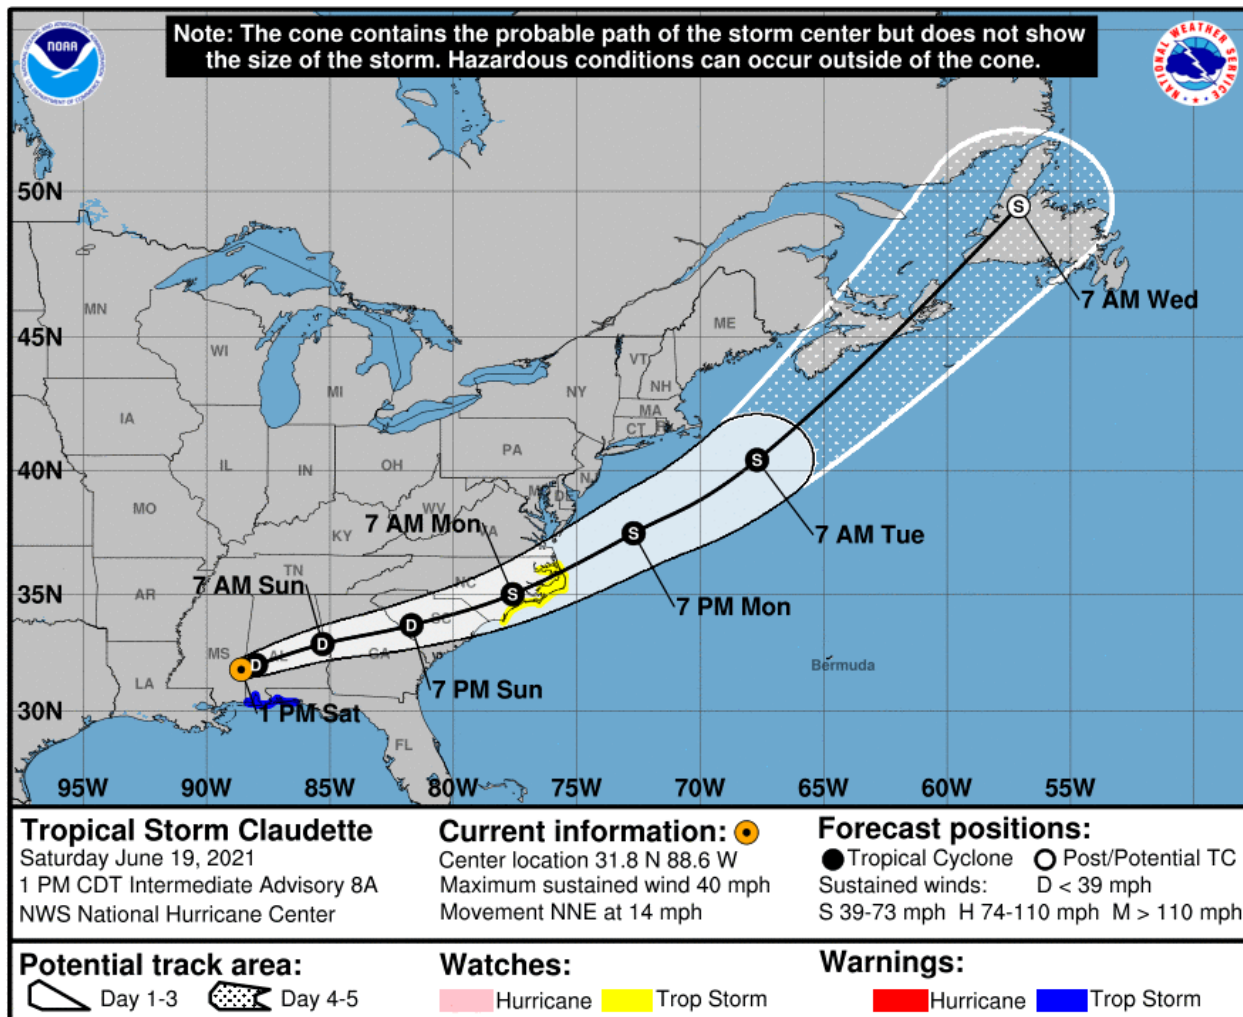 Note: The cone contains the probable path of the storm center but does not show
the size of the storm. Hazardous conditions can occur outside of the cone.
NOAA
NATIONAL WEATHER SERVICE
50N
45N
40N
35N
30N
95W 90W 85W 80W 75W 70W 65W 60W 55W
MN
WI
MI
IA
IL
IN
OH
PA
NY
VT
NH
ME
MA
CT
NJ
DE
MO
KY
WV
VA
TN
NC
AR
SC
MS
AL
GA
LA
FL
Bermuda
S
7 AM Wed
S
7 AM Tue
S
7 PM Mon
S
7 AM Mon
D
7 PM Sun
D
7 AM Sun
D
1 PM Sat
Tropical Storm Claudette
Saturday June 19, 2021
1 PM CDT Intermediate Advisory 8A
NWS National Hurricane Center
Current information:
Center location 31.8 N 88.6 W
Maximum sustained wind 40 mph
Movement NNE at 14 mph
Forecast positions:
Tropical Cyclone Post/Potential TC
Sustained winds: D < 39 mph
S 39-73 mph H 74-110 mph M > 110 mph
Potential track area:
Day 1-3 Day 4-5
Watches:
Hurricane Trop Storm
Warnings:
Hurricane Trop Storm